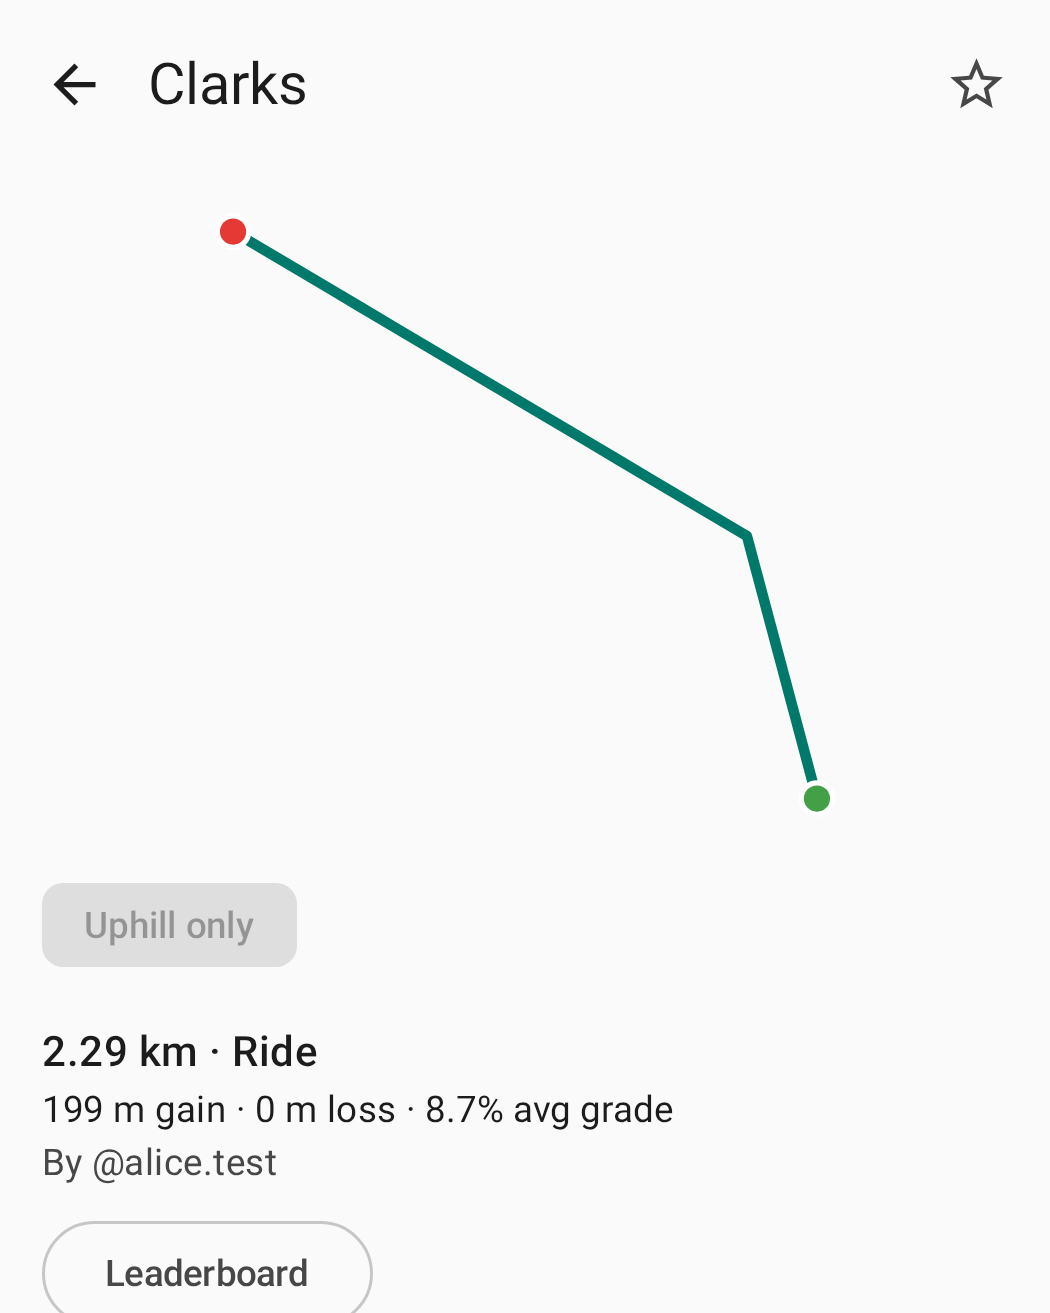 Clarks
Uphill only
2.29 km · Ride
199 m gain · 0 m loss · 8.7% avg grade
By @alice.test
Leaderboard